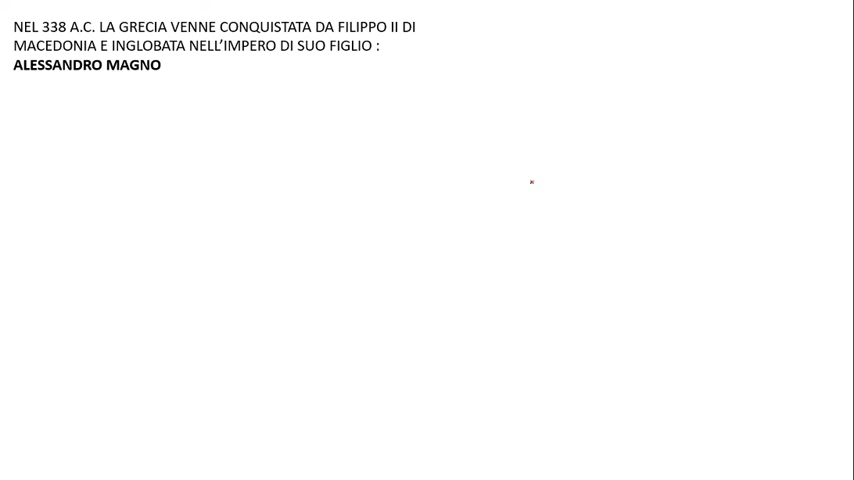 NEL 338 A.C. LA GRECIA VENNE CONQUISTATA DA FILIPPO II DI
MACEDONIA E INGLOBATA NELL’IMPERO DI SUO FIGLIO :
ALESSANDRO MAGNO